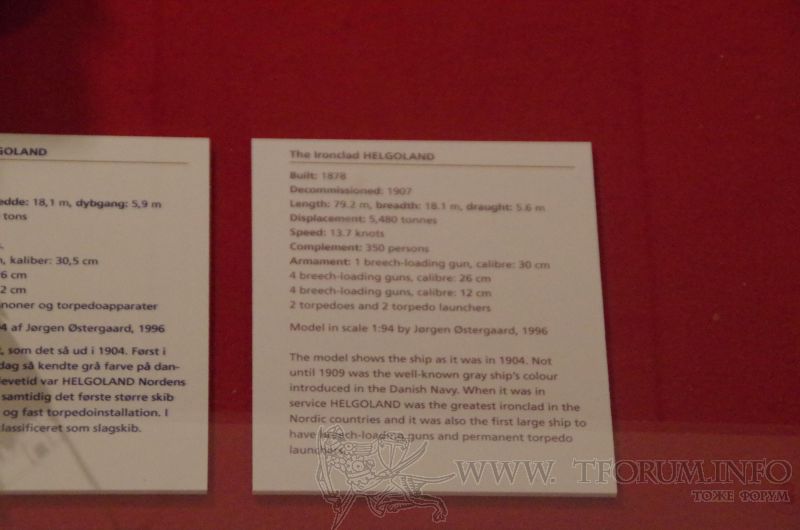 GOLAND
edde: 18,1 m, dybgang: 5,9 m
tons
, kaliber: 30,5 cm
6 cm
2 cm
noner og torpedoapparater
4 af Jørgen Østergaard, 1996
, som det så ud i 1904. Først i
dag så kendte grå farve på dan-
levetid var HELGOLAND Nordens
samtidig det første større skib
og fast torpedoinstallation. I
lassificeret som slagskib.
The Ironclad HELGOLAND
Built: 1878
Decommissioned: 1907
Length: 79.2 m, breadth: 18.1 m, draught: 5.6 m
Displacement: 5,480 tonnes
Speed: 13.7 knots
Complement: 350 persons
Armament: 1 breech-loading gun, calibre: 30 cm
4 breech-loading guns, calibre: 26 cm
4 breech-loading guns, calibre: 12 cm
2 torpedoes and 2 torpedo launchers
Model in scale 1:94 by Jørgen Østergaard, 1996
The model shows the ship as it was in 1904. Not
until 1909 was the well-known gray ship's colour
introduced in the Danish Navy. When it was in
service HELGOLAND was the greatest ironclad in the
Nordic countries and it was also the first large ship to
have breech-loading guns and permanent torpedo
launchers.
WWW.TFORUM.INFO
ТОЖЕ ФОРУМ